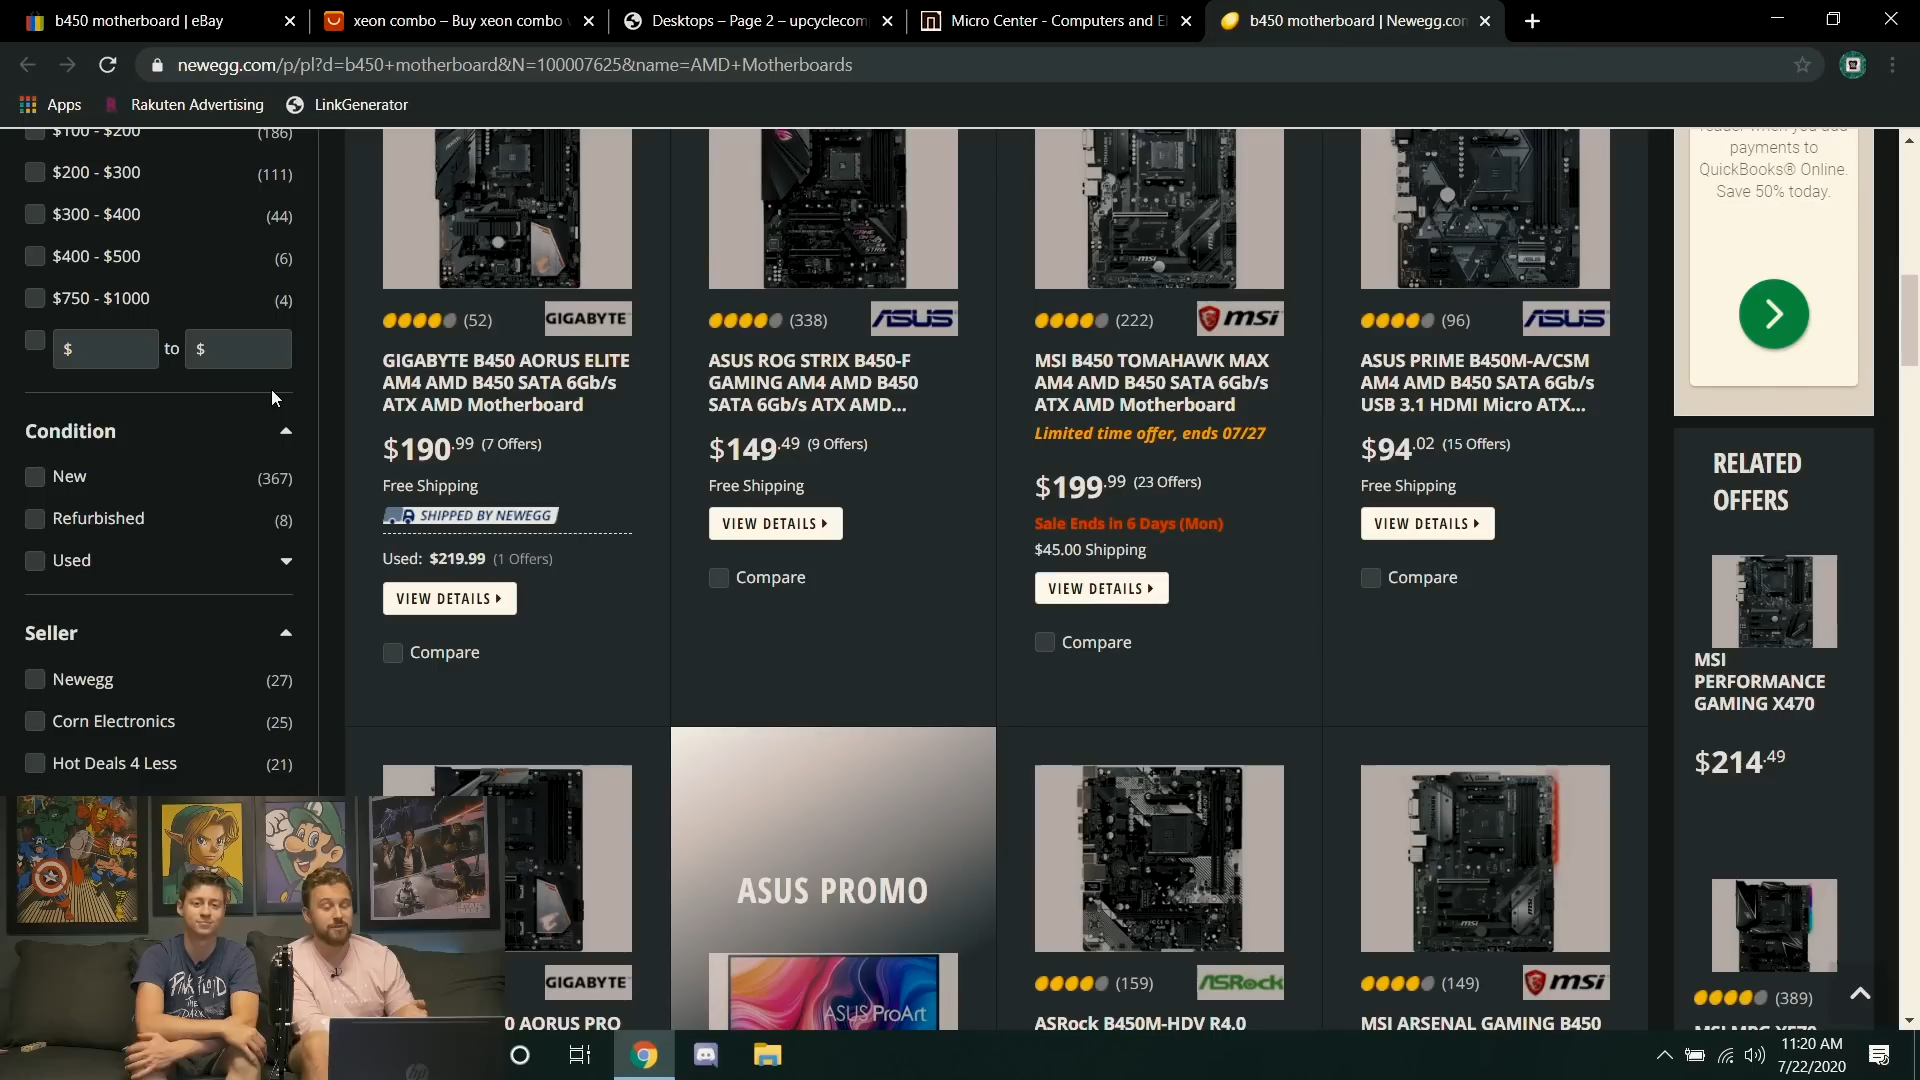 b450 motherboard | eBay
xeon combo – Buy xeon combo
Desktops – Page 2 – upcyclecom
Micro Center - Computers and El
b450 motherboard | Newegg.com
newegg.com/p/pl?d=b450+motherboard&N=100007625&name=AMD+Motherboards
Apps
Rakuten Advertising
LinkGenerator
$100 - $200 (186)
$200 - $300 (111)
$300 - $400 (44)
$400 - $500 (6)
$750 - $1000 (4)
$ to $
Condition
New (367)
Refurbished (8)
Used
Seller
Newegg (27)
Corn Electronics (25)
Hot Deals 4 Less (21)
(52) GIGABYTE
GIGABYTE B450 AORUS ELITE
AM4 AMD B450 SATA 6Gb/s
ATX AMD Motherboard
$190.99 (7 Offers)
Free Shipping
SHIPPED BY NEWEGG
Used: $219.99 (1 Offers)
VIEW DETAILS
Compare
(338) ASUS
ASUS ROG STRIX B450-F
GAMING AM4 AMD B450
SATA 6Gb/s ATX AMD...
$149.49 (9 Offers)
Free Shipping
VIEW DETAILS
Compare
(222) msi
MSI B450 TOMAHAWK MAX
AM4 AMD B450 SATA 6Gb/s
ATX AMD Motherboard
Limited time offer, ends 07/27
$199.99 (23 Offers)
Sale Ends in 6 Days (Mon)
$45.00 Shipping
VIEW DETAILS
Compare
(96) ASUS
ASUS PRIME B450M-A/CSM
AM4 AMD B450 SATA 6Gb/s
USB 3.1 HDMI Micro ATX...
$94.02 (15 Offers)
Free Shipping
VIEW DETAILS
Compare
payments to
QuickBooks® Online.
Save 50% today.
RELATED
OFFERS
MSI
PERFORMANCE
GAMING X470
$214.49
(389)
GIGABYTE
0 AORUS PRO
ASUS PROMO
ASUS ProArt
(159) ASRock
ASRock B450M-HDV R4.0
(149) msi
MSI ARSENAL GAMING B450
PINK FLOYD
THE
DARK
11:20 AM
7/22/2020